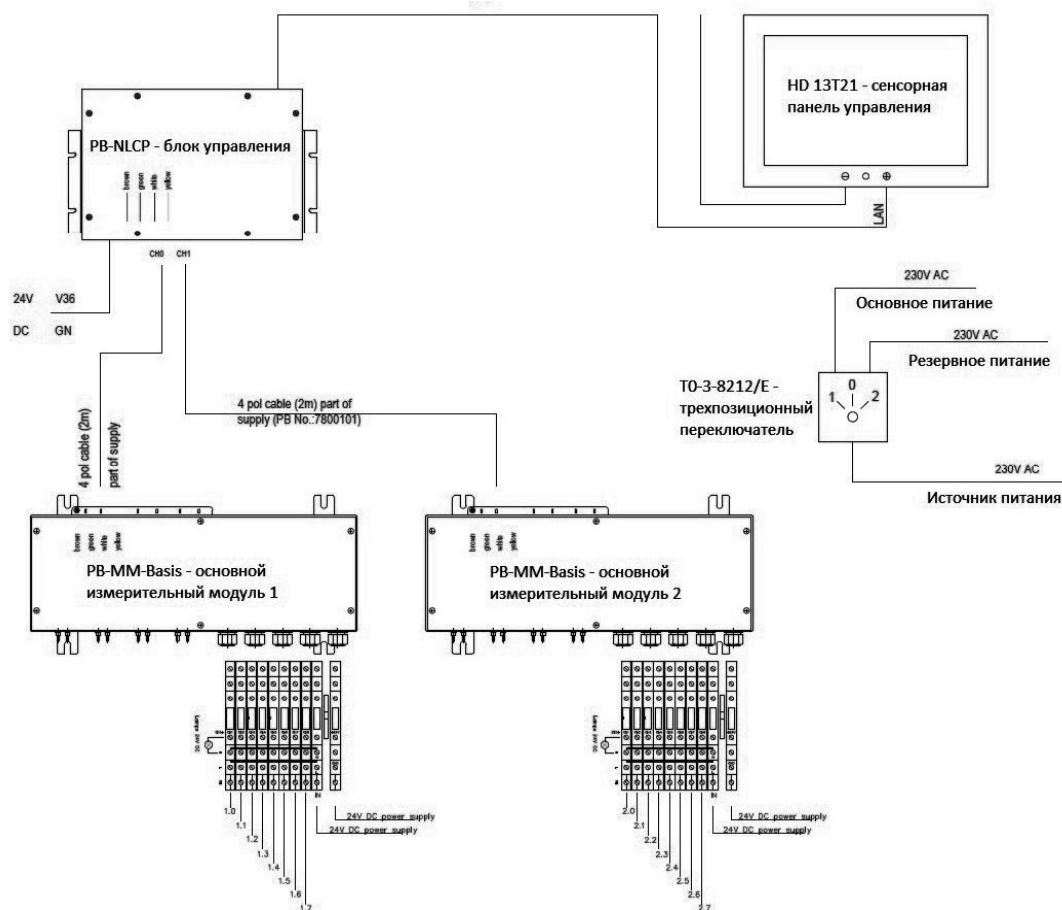 HD 13T21 - сенсорная
панель управления
PB-NLCP - блок управления
brown
green
white
yellow
LAN
CH0 CH1
24V V36
DC GN
230V AC
Основное питание
230V AC
Резервное питание
T0-3-8212/E -
трехпозиционный
переключатель
1 0 2
230V AC
Источник питания
4 pol cable (2m)
part of supply
4 pol cable (2m) part of
supply (PB No.:7800101)
brown
green
white
yellow
PB-MM-Basis - основной
измерительный модуль 1
brown
green
white
yellow
PB-MM-Basis - основной
измерительный модуль 2
IN
24V DC power supply
24V DC power supply
1.0
1.1
1.2
1.3
1.4
1.5
1.6
1.7
IN
24V DC power supply
24V DC power supply
2.0
2.1
2.2
2.3
2.4
2.5
2.6
2.7